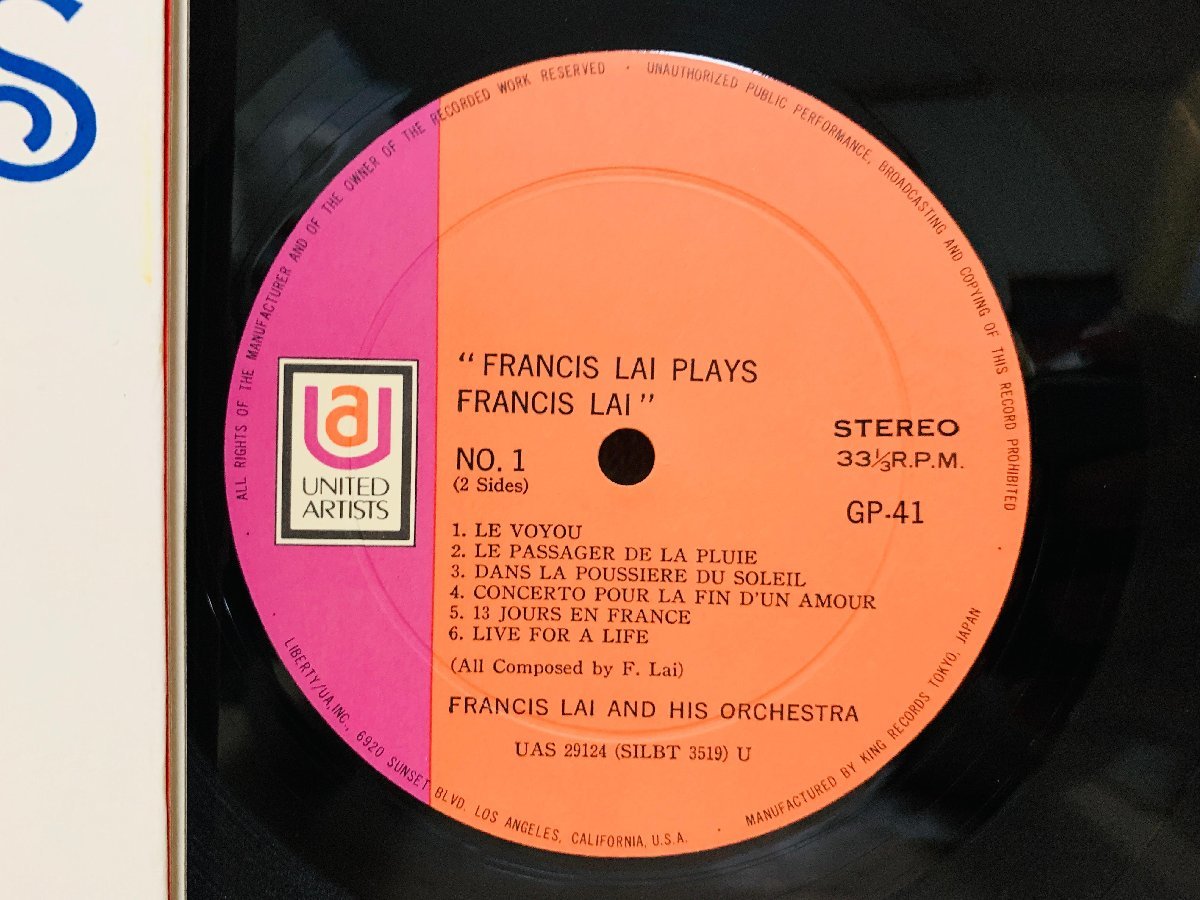 S
ALL RIGHTS OF THE MANUFACTURER AND OF THE OWNER OF THE RECORDED WORK RESERVED · UNAUTHORIZED PUBLIC PERFORMANCE, BROADCASTING AND COPYING OF THIS RECORD PROHIBITED
"FRANCIS LAI PLAYS
FRANCIS LAI"
ua
UNITED
ARTISTS
NO. 1
(2 Sides)
STEREO
33⅓R.P.M.
GP-41
1. LE VOYOU
2. LE PASSAGER DE LA PLUIE
3. DANS LA POUSSIERE DU SOLEIL
4. CONCERTO POUR LA FIN D'UN AMOUR
5. 13 JOURS EN FRANCE
6. LIVE FOR A LIFE
(All Composed by F. Lai)
FRANCIS LAI AND HIS ORCHESTRA
UAS 29124 (SILBT 3519) U
LIBERTY/UA, INC., 6920 SUNSET BLVD. LOS ANGELES, CALIFORNIA, U.S.A. · MANUFACTURED BY KING RECORDS TOKYO, JAPAN